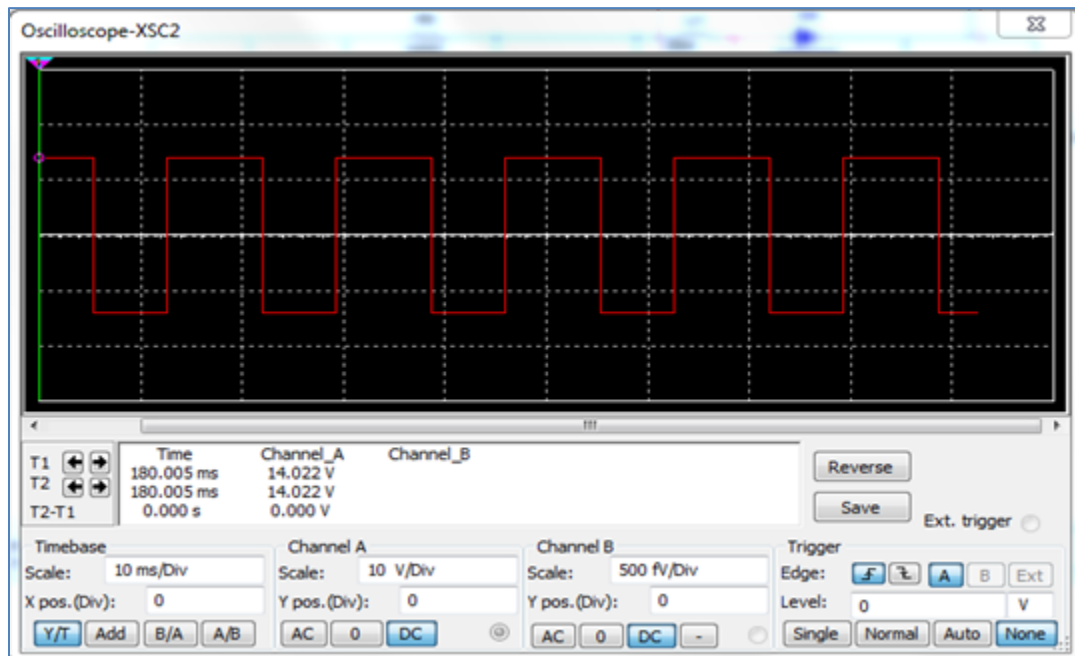 Oscilloscope-XSC2
Time Channel_A Channel_B
T1 180.005 ms 14.022 V
T2 180.005 ms 14.022 V
T2-T1 0.000 s 0.000 V
Reverse
Save
Ext. trigger
Timebase
Scale: 10 ms/Div
X pos.(Div): 0
Y/T Add B/A A/B
Channel A
Scale: 10 V/Div
Y pos.(Div): 0
AC 0 DC
Channel B
Scale: 500 fV/Div
Y pos.(Div): 0
AC 0 DC -
Trigger
Edge: A B Ext
Level: 0 V
Single Normal Auto None